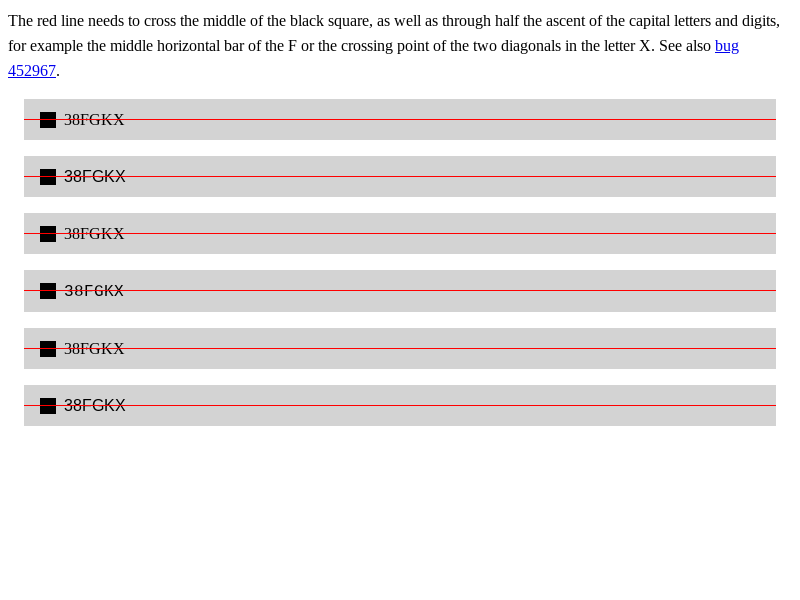 The red line needs to cross the middle of the black square, as well as through half the ascent of the capital letters and digits,
for example the middle horizontal bar of the F or the crossing point of the two diagonals in the letter X. See also bug
452967.
38FGKX
38FGKX
38FGKX
38FGKX
38FGKX
38FGKX